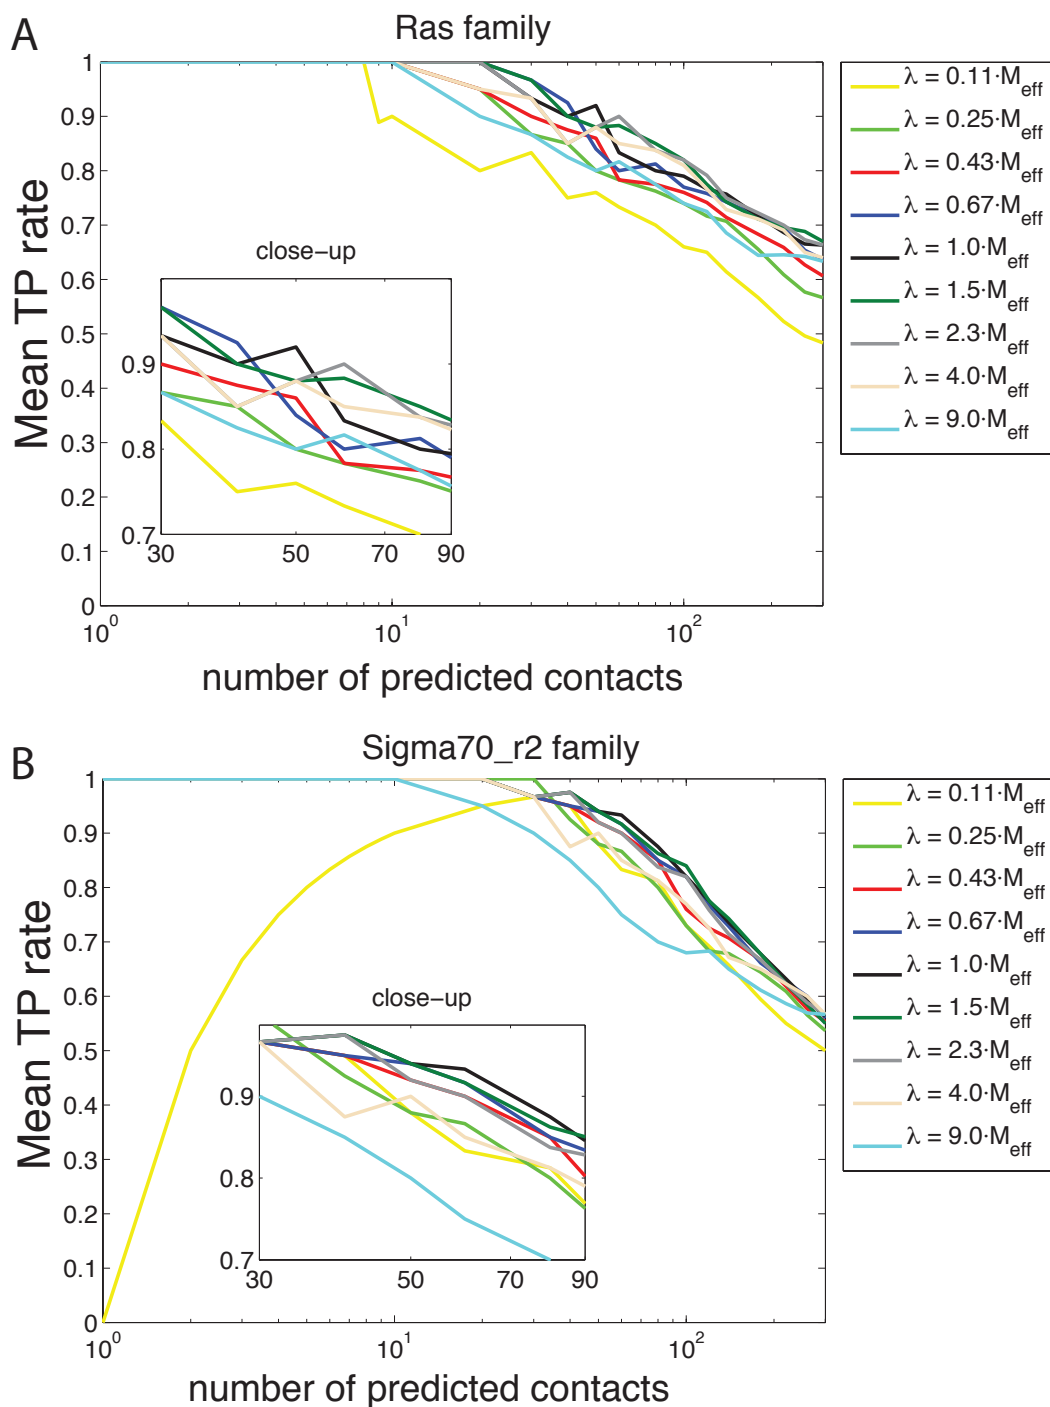 A
Ras family
1
0.9
0.8
0.7
0.6
0.5
0.4
0.3
0.2
0.1
0
Mean TP rate
10^0
10^1
10^2
number of predicted contacts
close-up
0.9
0.8
0.7
30
50
70
90
λ = 0.11·M_eff
λ = 0.25·M_eff
λ = 0.43·M_eff
λ = 0.67·M_eff
λ = 1.0·M_eff
λ = 1.5·M_eff
λ = 2.3·M_eff
λ = 4.0·M_eff
λ = 9.0·M_eff
B
Sigma70_r2 family
1
0.9
0.8
0.7
0.6
0.5
0.4
0.3
0.2
0.1
0
Mean TP rate
10^0
10^1
10^2
number of predicted contacts
close-up
0.9
0.8
0.7
30
50
70
90
λ = 0.11·M_eff
λ = 0.25·M_eff
λ = 0.43·M_eff
λ = 0.67·M_eff
λ = 1.0·M_eff
λ = 1.5·M_eff
λ = 2.3·M_eff
λ = 4.0·M_eff
λ = 9.0·M_eff